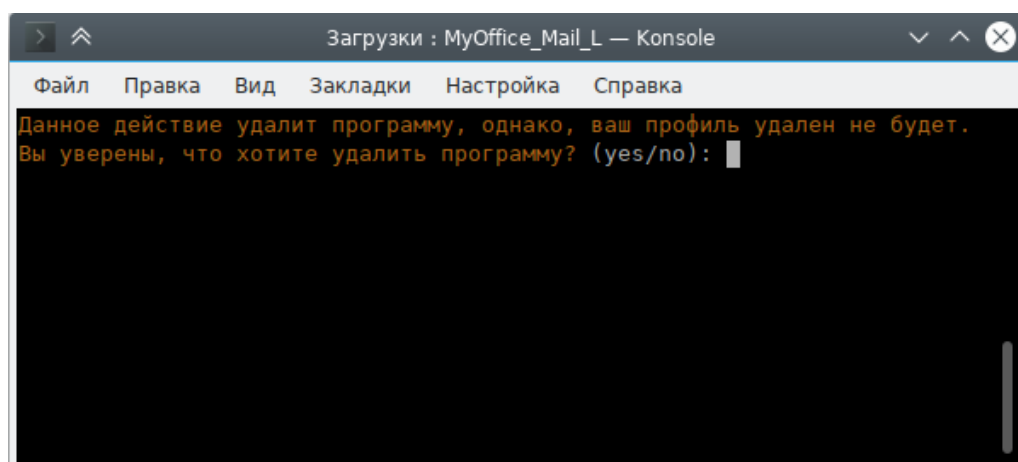 Загрузки : MyOffice_Mail_L — Konsole
Файл Правка Вид Закладки Настройка Справка
Данное действие удалит программу, однако, ваш профиль удален не будет.
Вы уверены, что хотите удалить программу? (yes/no):